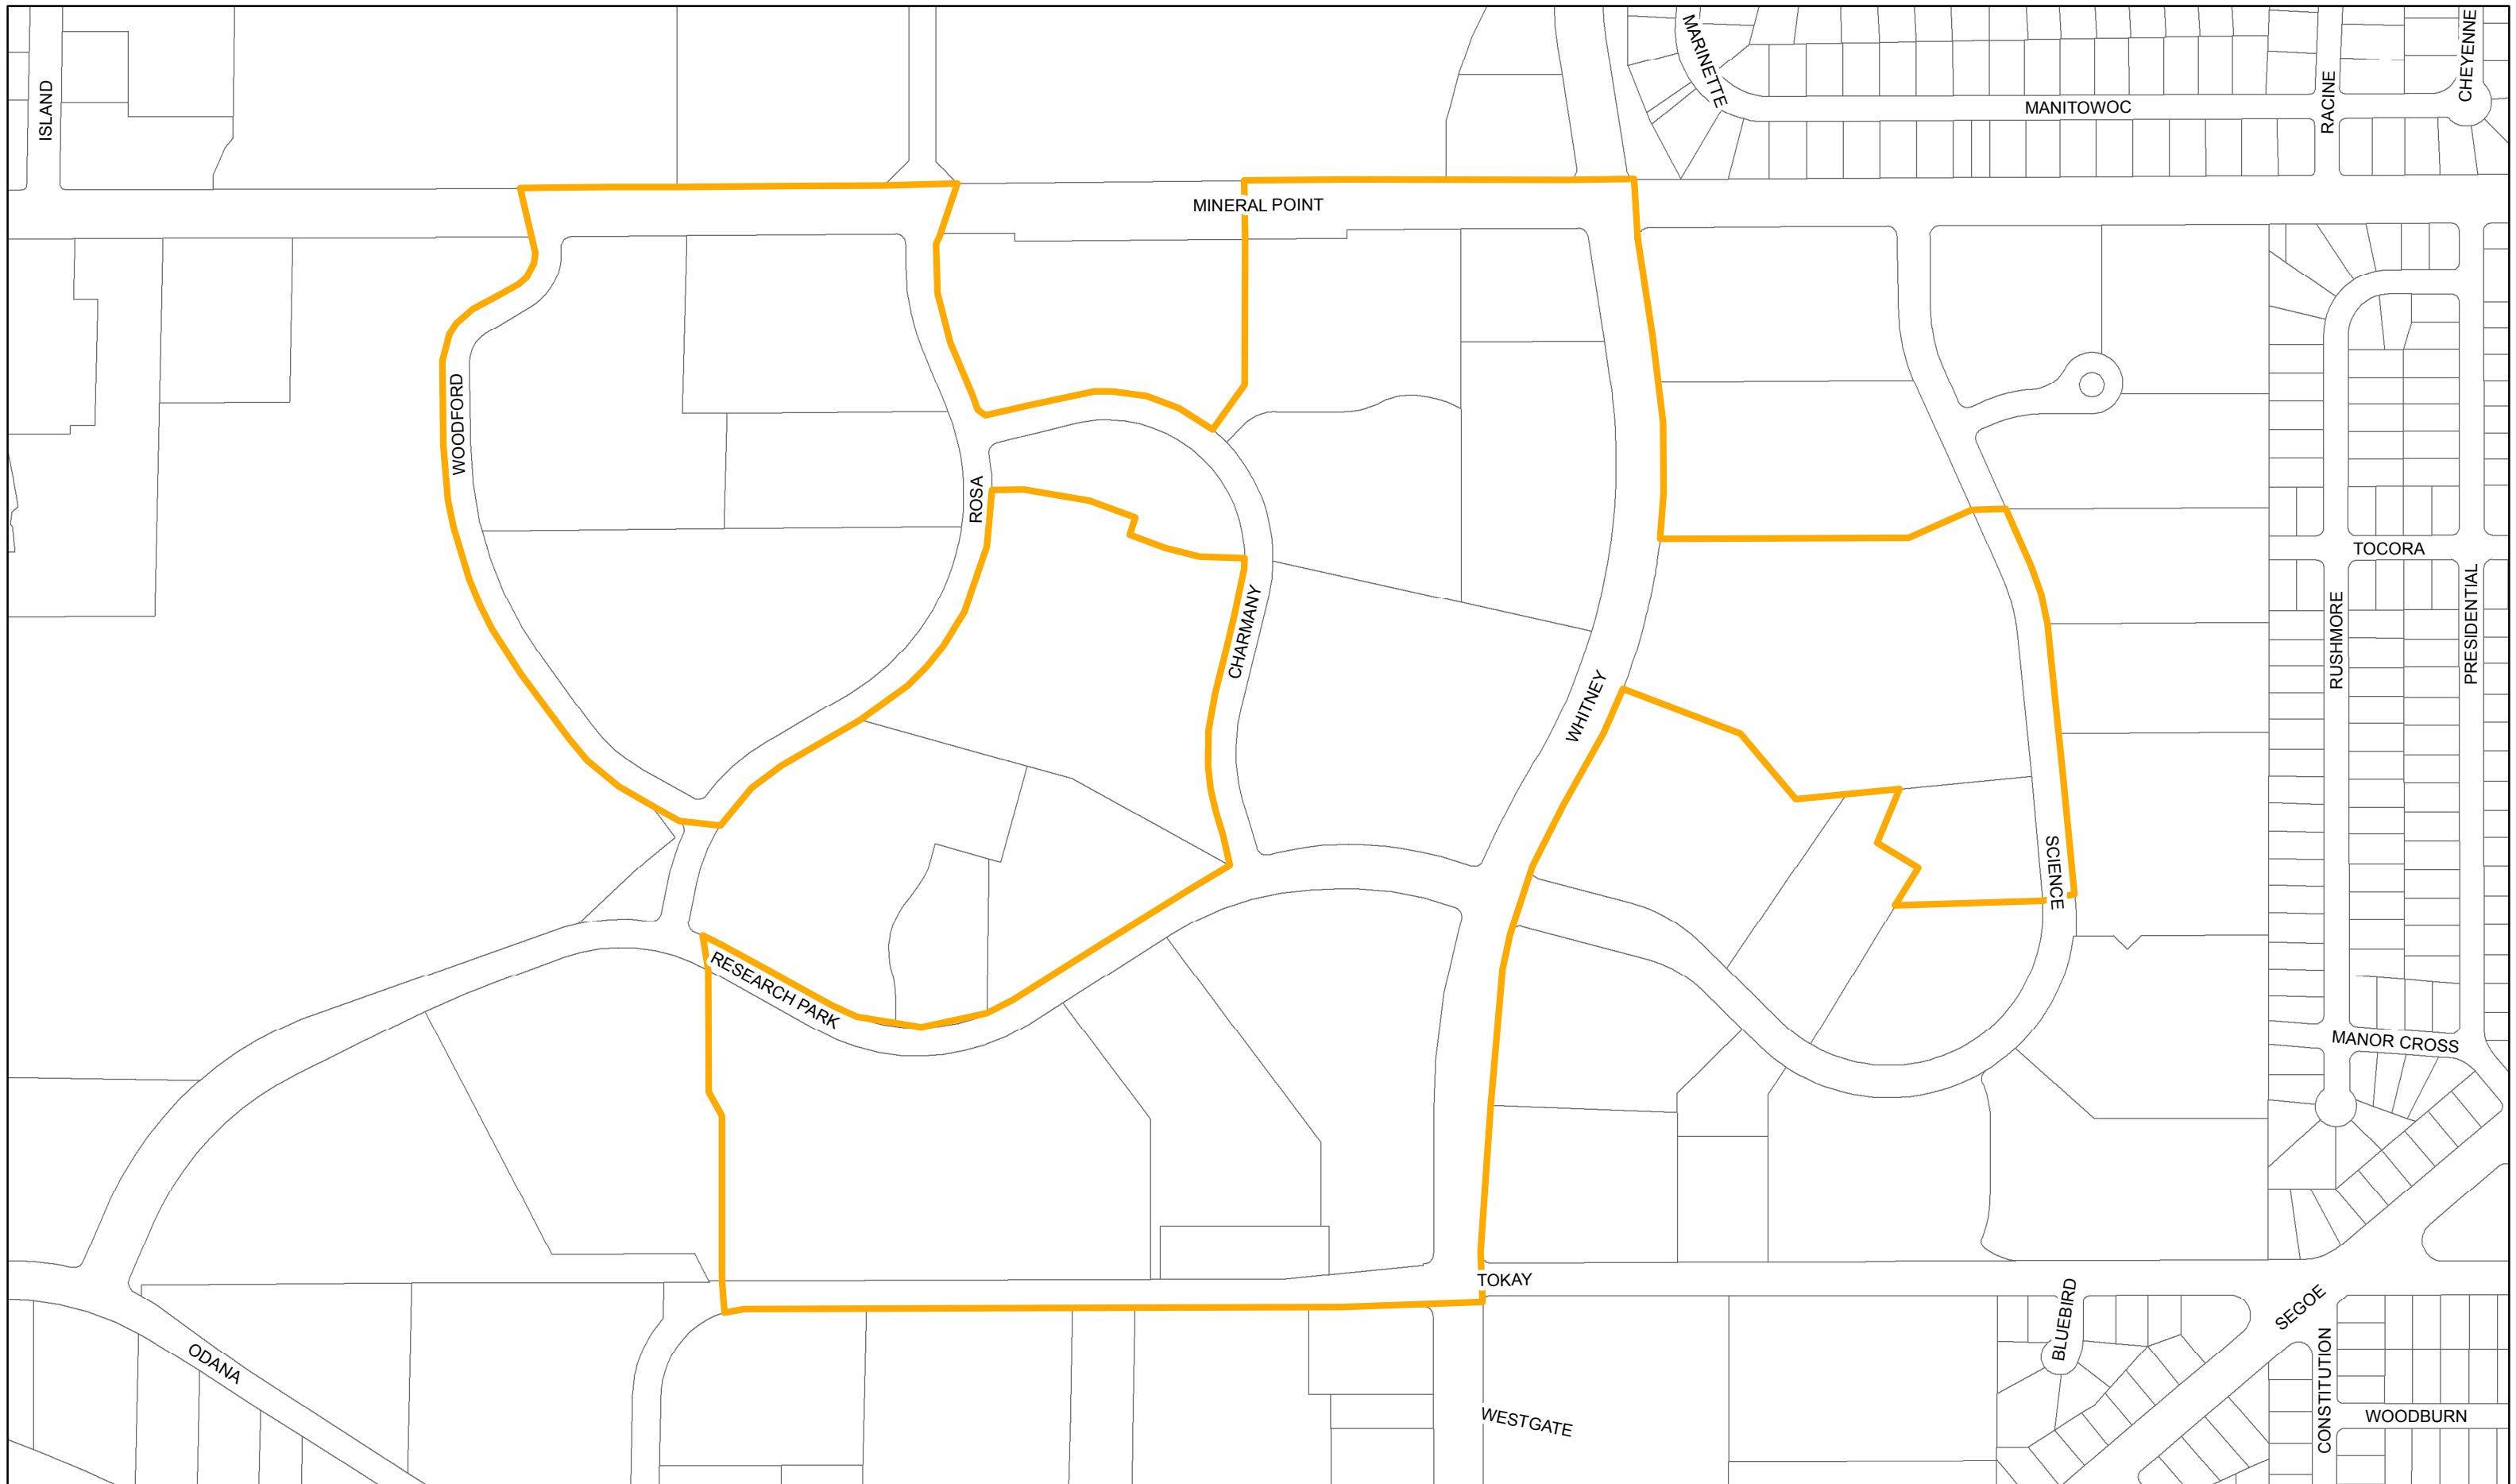 ISLAND
MARINETTE
MANITOWOC
RACINE
CHEYENNE
MINERAL POINT
WOODFORD
ROSA
CHARMANY
WHITNEY
TOCORA
RUSHMORE
PRESIDENTIAL
SCIENCE
RESEARCH PARK
MANOR CROSS
TOKAY
BLUEBIRD
SEGOE
CONSTITUTION
ODANA
WESTGATE
WOODBURN